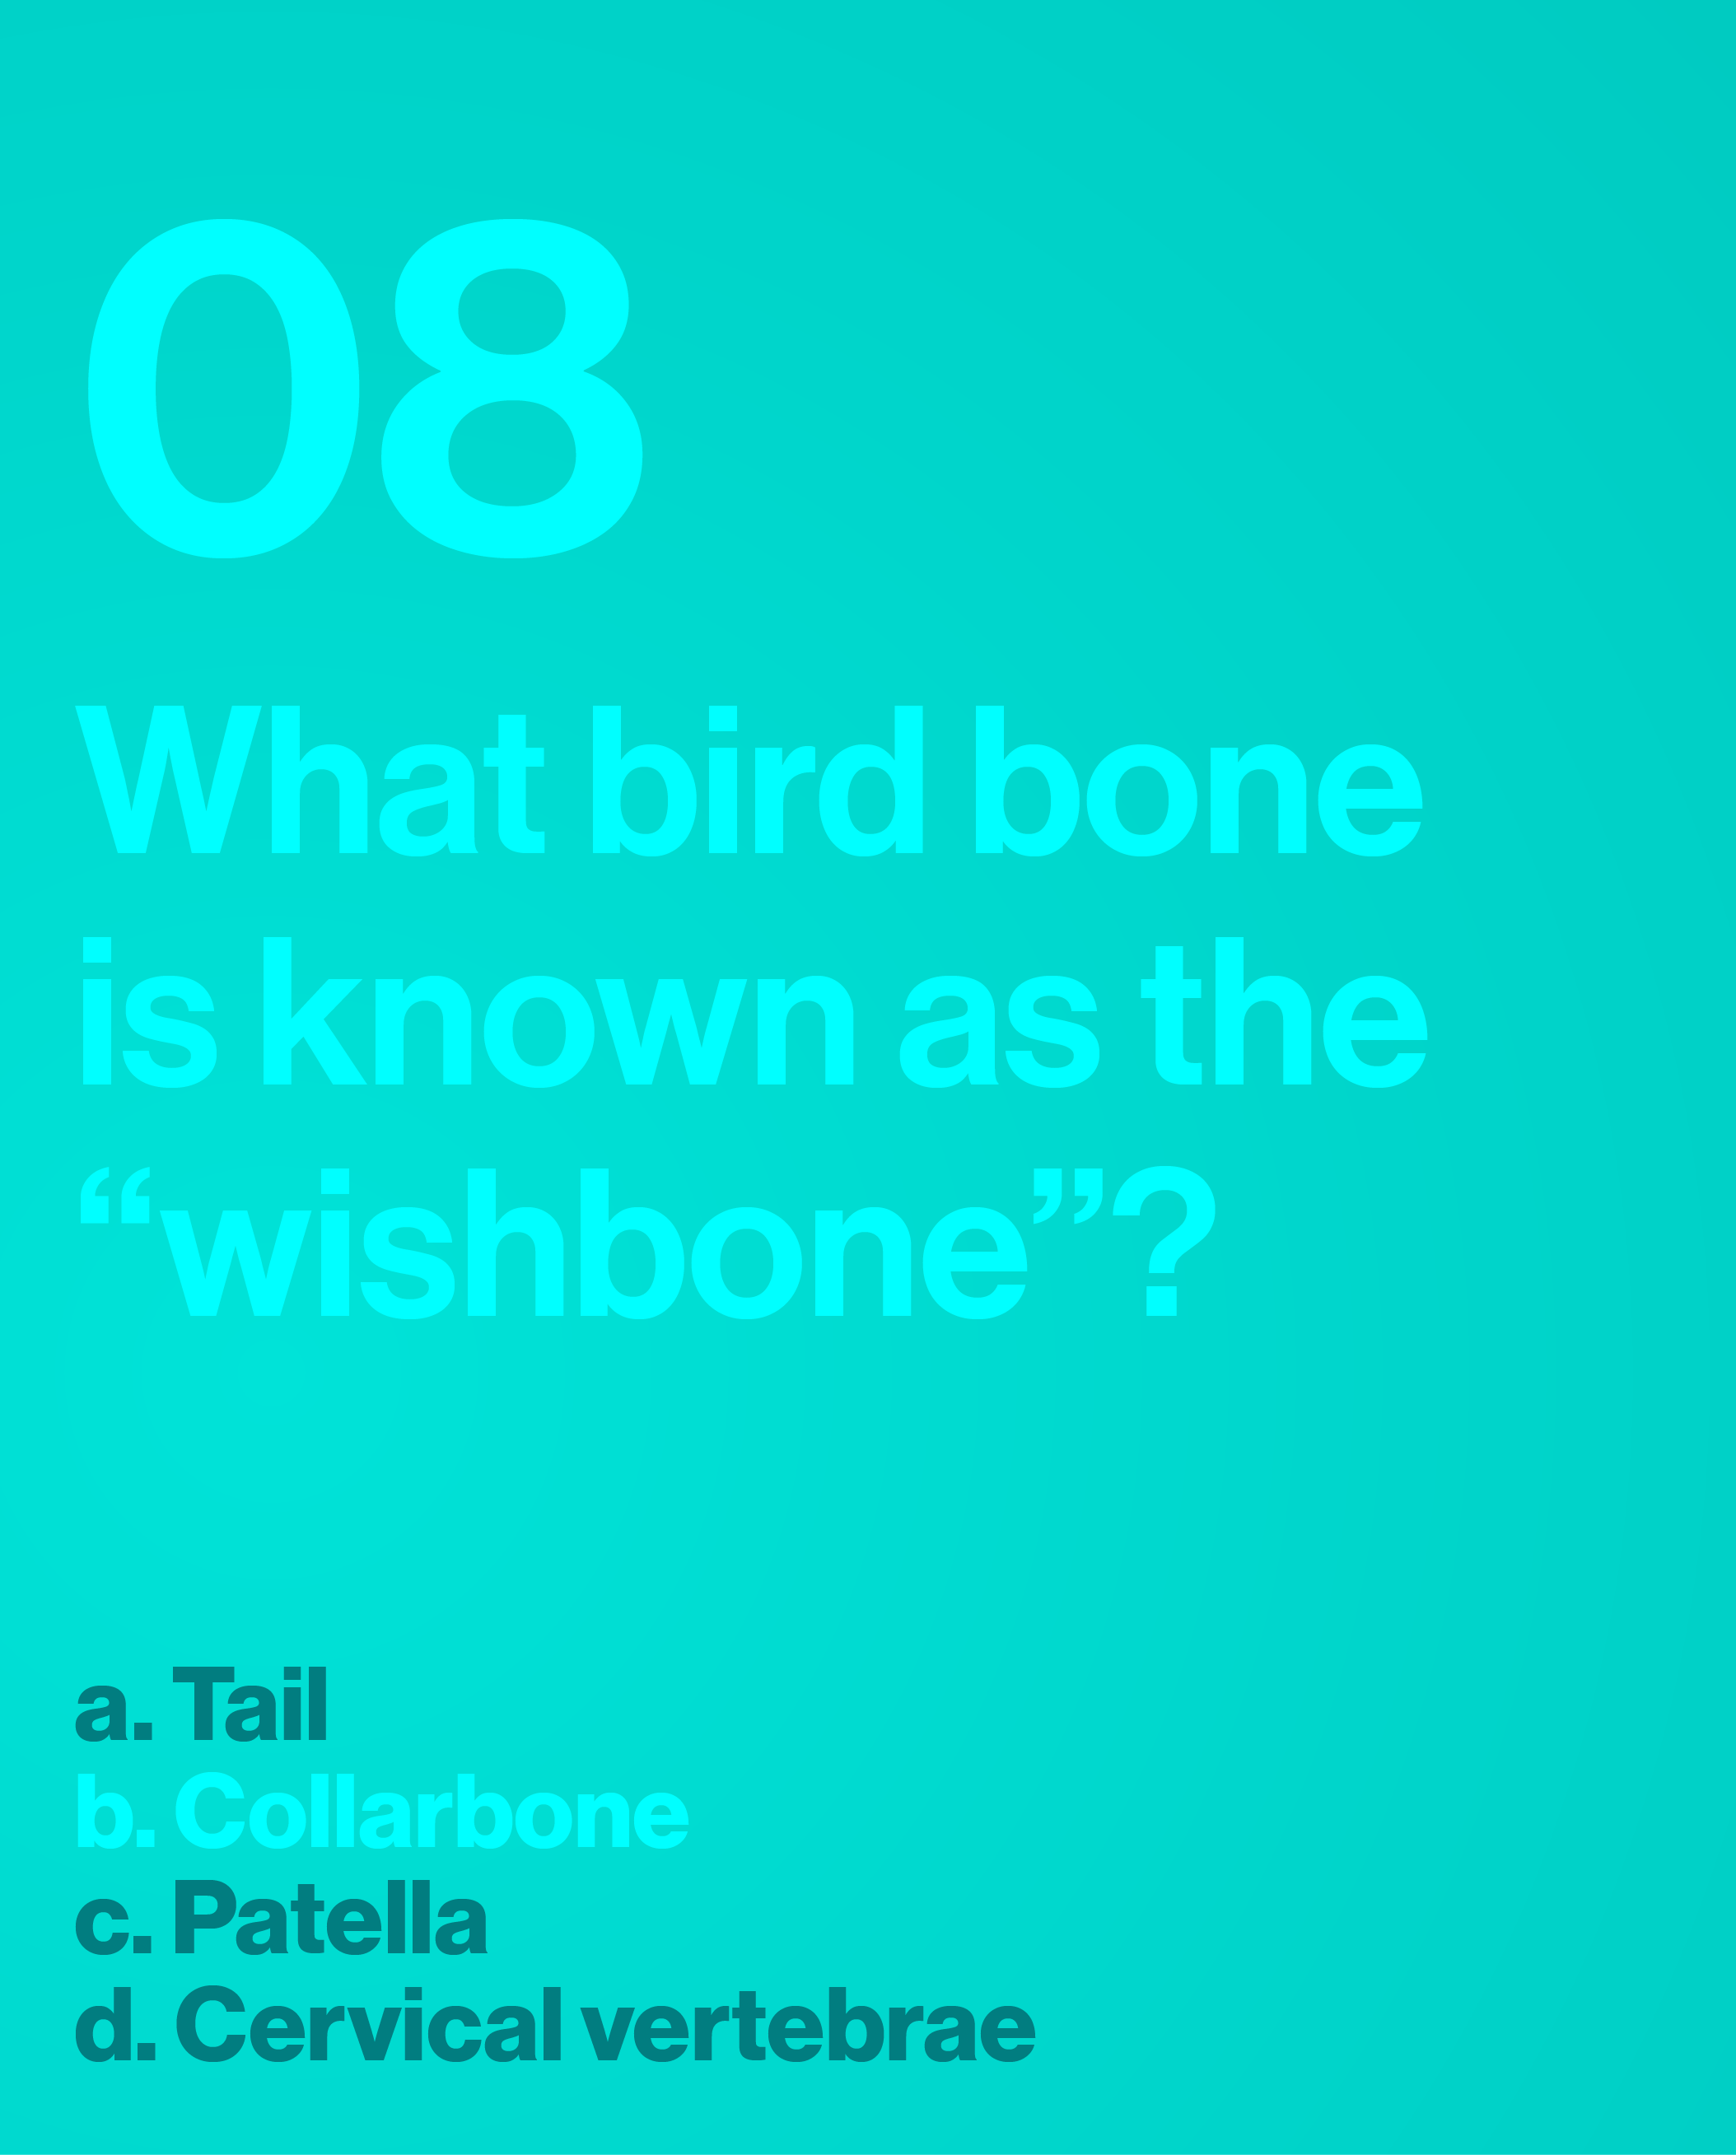 08
What bird bone
is known as the
“wishbone”?
a. Tail
b. Collarbone
c. Patella
d. Cervical vertebrae